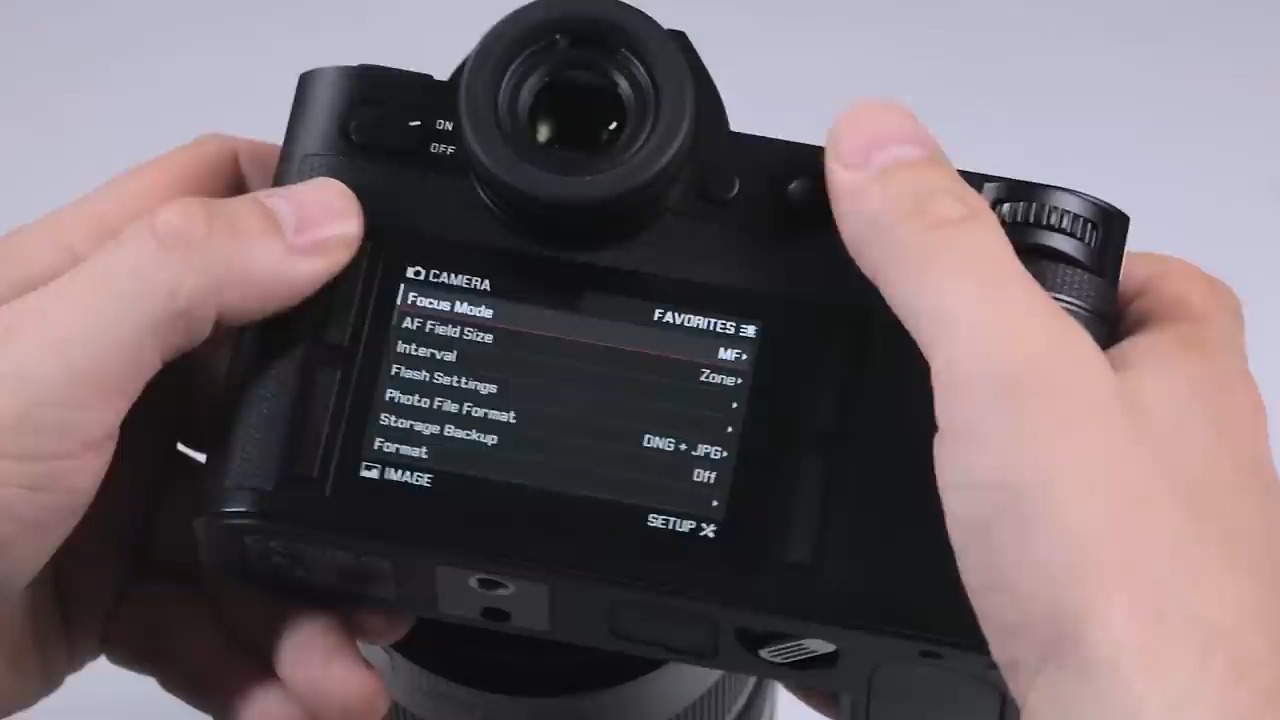 ON
OFF
CAMERA
FAVORITES
Focus Mode MF
AF Field Size Zone
Interval
Flash Settings
Photo File Format DNG + JPG
Storage Backup Off
Format
IMAGE
SETUP